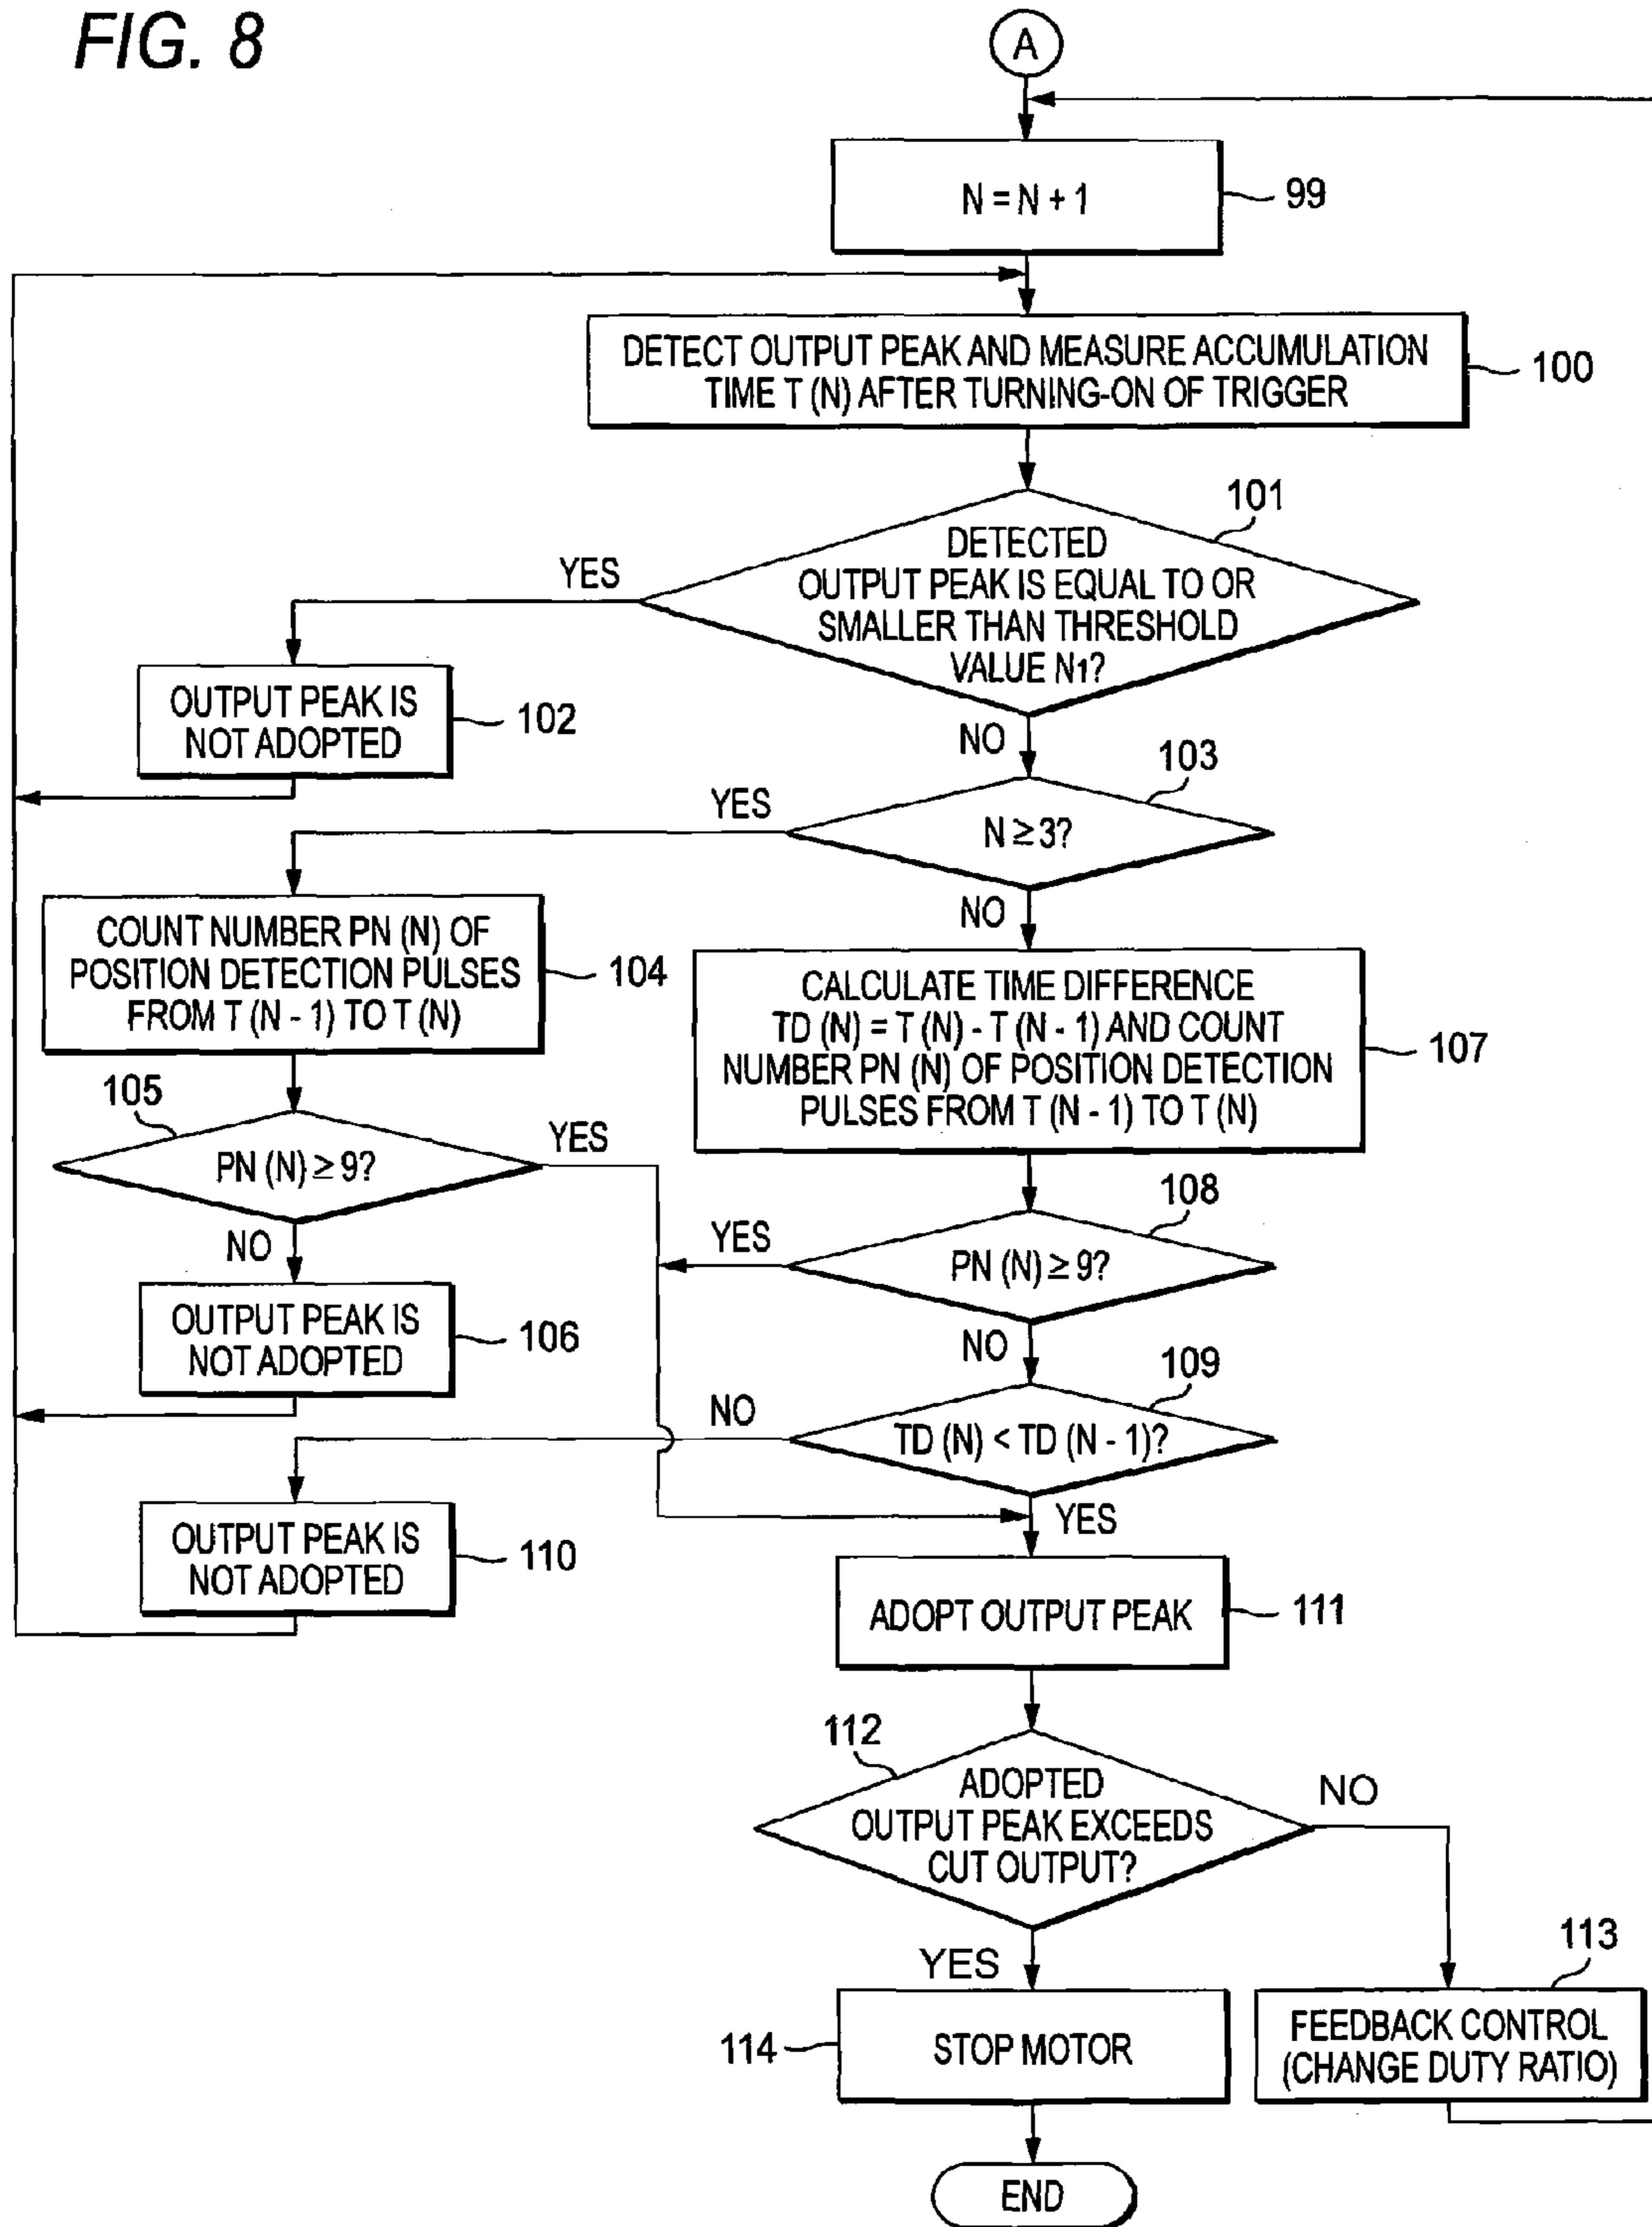 FIG. 8
A
N = N + 1
99
DETECT OUTPUT PEAK AND MEASURE ACCUMULATION
TIME T (N) AFTER TURNING-ON OF TRIGGER
100
101
DETECTED
OUTPUT PEAK IS EQUAL TO OR
SMALLER THAN THRESHOLD
VALUE N1?
YES
OUTPUT PEAK IS
NOT ADOPTED
102
NO
103
YES
N ≥ 3?
COUNT NUMBER PN (N) OF
POSITION DETECTION PULSES
FROM T (N - 1) TO T (N)
104
NO
CALCULATE TIME DIFFERENCE
TD (N) = T (N) - T (N - 1) AND COUNT
NUMBER PN (N) OF POSITION DETECTION
PULSES FROM T (N - 1) TO T (N)
107
105
YES
PN (N) ≥ 9?
108
NO
YES
PN (N) ≥ 9?
OUTPUT PEAK IS
NOT ADOPTED
106
NO
109
NO
TD (N) < TD (N - 1)?
YES
OUTPUT PEAK IS
NOT ADOPTED
110
ADOPT OUTPUT PEAK
111
112
ADOPTED
OUTPUT PEAK EXCEEDS
CUT OUTPUT?
NO
YES
113
114
STOP MOTOR
FEEDBACK CONTROL
(CHANGE DUTY RATIO)
END